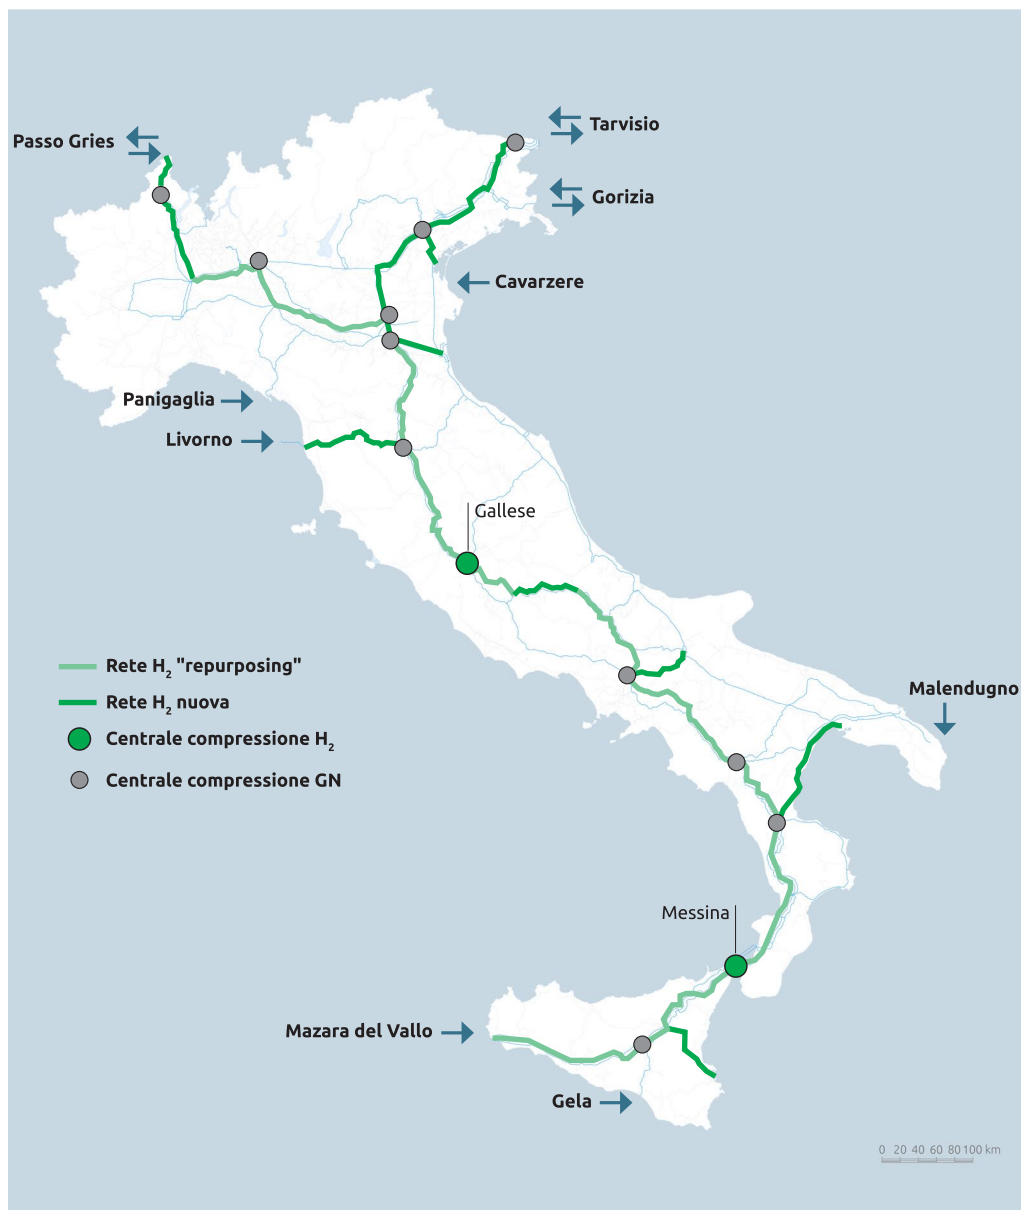 Tarvisio
Passo Gries
Gorizia
Cavarzere
Panigaglia
Livorno
Gallese
Rete H2 "repurposing"
Rete H2 nuova
Centrale compressione H2
Centrale compressione GN
Malendugno
Messina
Mazara del Vallo
Gela
0 20 40 60 80 100 km